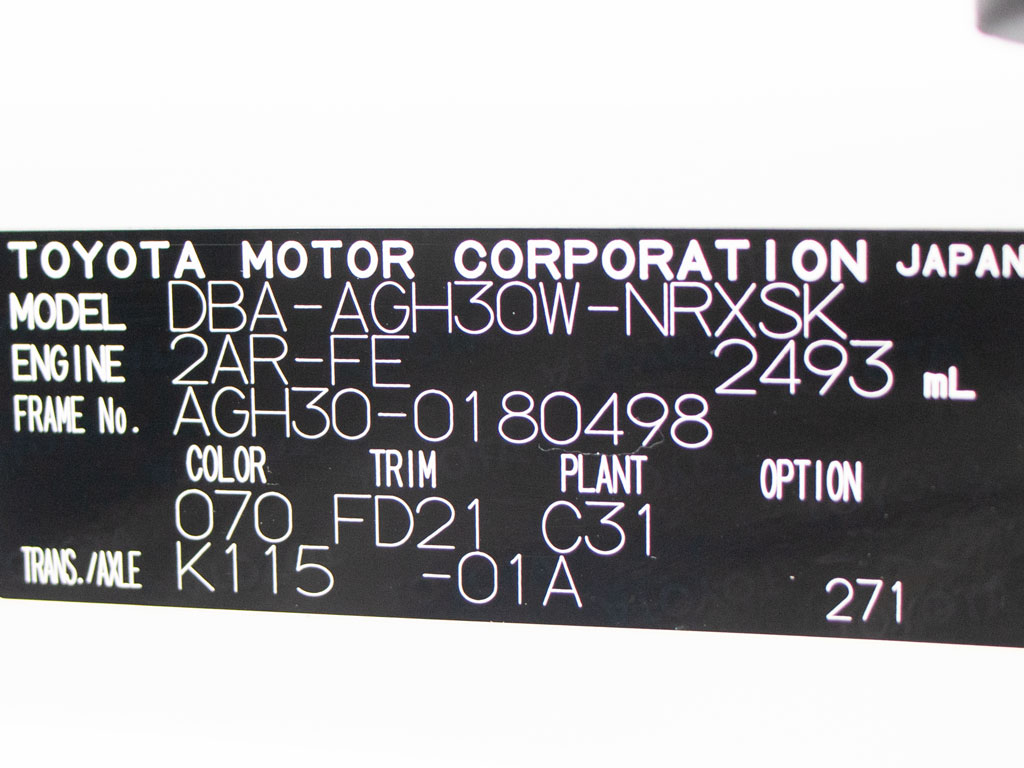 TOYOTA MOTOR CORPORATION JAPAN
MODEL DBA-AGH30W-NRXSK
ENGINE 2AR-FE 2493 mL
FRAME No. AGH30-0180498
COLOR TRIM PLANT OPTION
070 FD21 C31
TRANS./AXLE K115 -01A 271